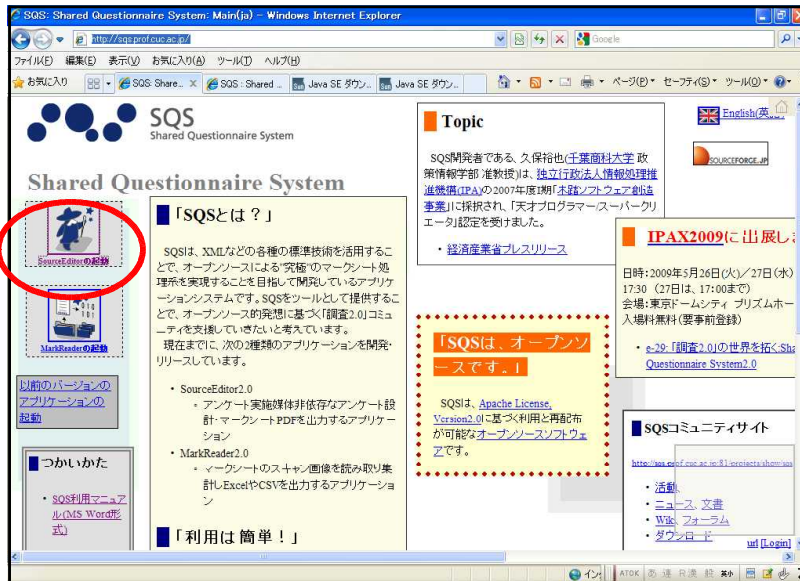 SQS: Shared Questionnaire System: Main(ja) - Windows Internet Explorer
http://sqs.prof.cuc.ac.jp/
Google
ファイル(F) 編集(E) 表示(V) お気に入り(A) ツール(T) ヘルプ(H)
お気に入り
SQS: Share...
SQS : Shared ...
Java SE ダウン...
Java SE ダウン...
ページ(P)
セーフティ(S)
ツール(O)
SQS
Shared Questionnaire System
Shared Questionnaire System
SourceEditorの起動
MarkReaderの起動
以前のバージョンの
アプリケーションの
起動
つかいかた
・ SQS利用マニュア
ル(MS Word形
式)
「SQSとは？」
SQSは、XMLなどの各種の標準技術を活用するこ
とで、オープンソースによる"究極"のマークシート処
理系を実現することを目指して開発しているアプリケ
ーションシステムです。SQSをツールとして提供するこ
とで、オープンソース的発想に基づく「調査2.0」コミュ
ニティを支援していきたいと考えています。
現在までに、次の2種類のアプリケーションを開発・
リリースしています。
・ SourceEditor2.0
◦ アンケート実施媒体非依存なアンケート設
計・マークシートPDFを出力するアプリケー
ション
・ MarkReader2.0
◦ マークシートのスキャン画像を読み取り集
計しExcelやCSVを出力するアプリケーショ
ン
「利用は簡単！」
Topic
SQS開発者である、久保裕也(千葉商科大学 政
策情報学部 准教授)は、独立行政法人情報処理推
進機構(IPA)の2007年度I期「未踏ソフトウェア創造
事業」に採択され、「天才プログラマー/スーパークリ
エータ」認定を受けました。
・ 経済産業省プレスリリース
「SQSは、オープンソ
ースです。」
SQSは、Apache License,
Version2.0に基づく利用と再配布
が可能なオープンソースソフトウェ
アです。
English(英
SOURCEFORGE.JP
IPAX2009に出展し
日時:2009年5月26日(火)/27日(水)
17:30 (27日は、17:00まで)
会場:東京ドームシティ プリズムホー
入場料無料(要事前登録)
・ e-29:「調査2.0」の世界を拓く:Sha
Questionnaire System2.0
SQSコミュニティサイト
http://sqs.prof.cuc.ac.jp:81/projects/show/sqs
・ 活動、
・ ニュース、文書
・ Wiki、フォーラム
・ ダウンロード
url [Login]
イン
ATOK あ 連 R漢 般 英小